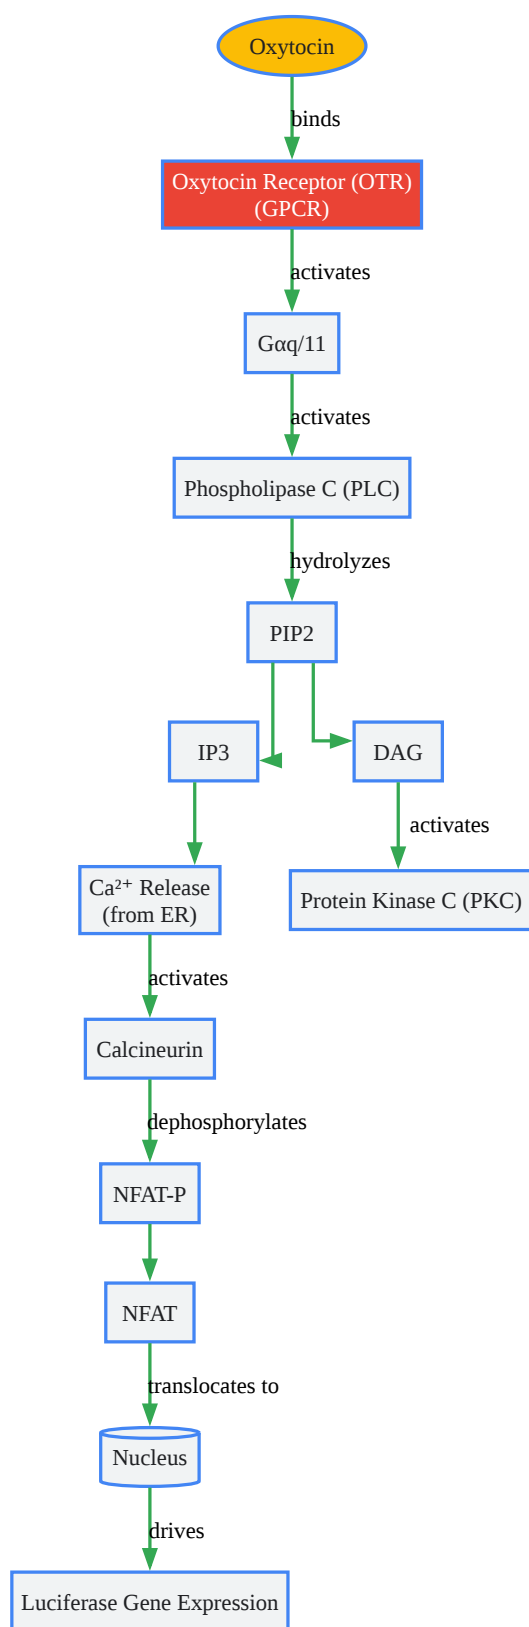 Oxytocin
binds
Oxytocin Receptor (OTR)
(GPCR)
activates
Gαq/11
activates
Phospholipase C (PLC)
hydrolyzes
PIP2
IP3
DAG
activates
Ca²⁺ Release
(from ER)
Protein Kinase C (PKC)
activates
Calcineurin
dephosphorylates
NFAT-P
NFAT
translocates to
Nucleus
drives
Luciferase Gene Expression